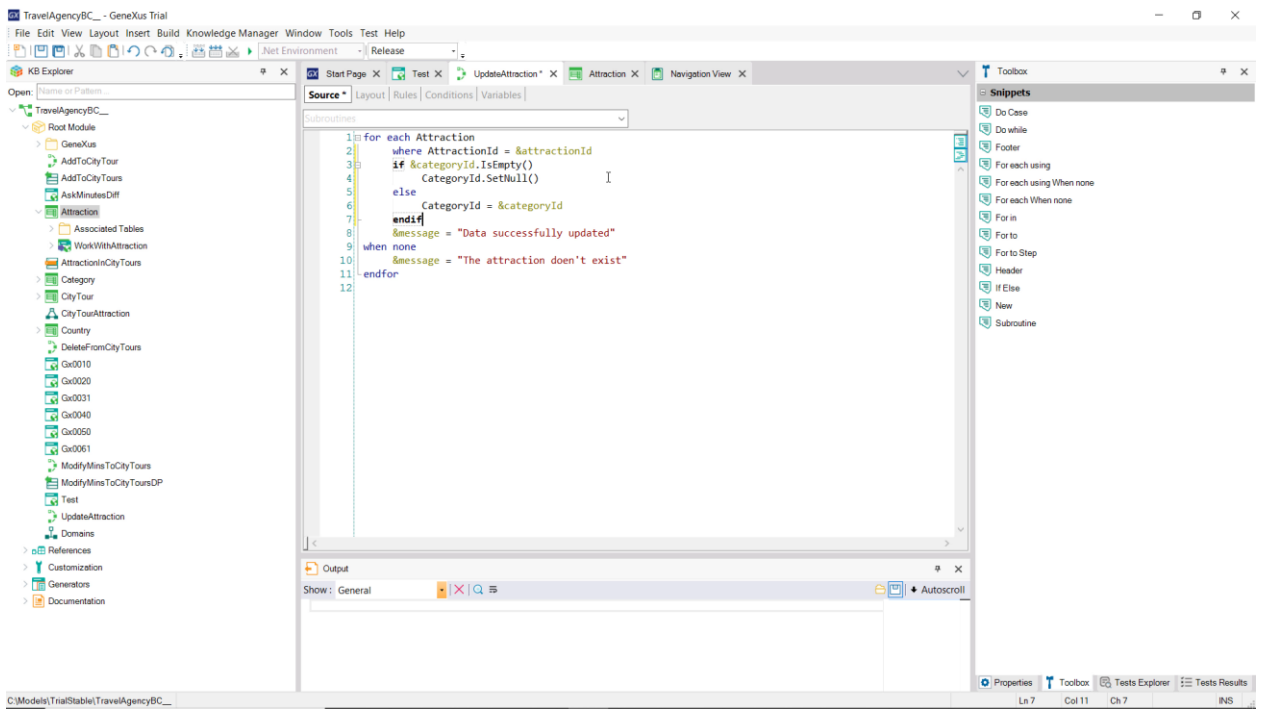 TravelAgencyBC__ - GeneXus Trial
File Edit View Layout Insert Build Knowledge Manager Window Tools Test Help
.Net Environment Release
KB Explorer
Open: Name or Pattern ...
TravelAgencyBC__
Root Module
GeneXus
AddToCityTour
AddToCityTours
AskMinutesDiff
Attraction
Associated Tables
WorkWithAttraction
AttractionInCityTours
Category
CityTour
CityTourAttraction
Country
DeleteFromCityTours
Gx0010
Gx0020
Gx0031
Gx0040
Gx0050
Gx0061
ModifyMinsToCityTours
ModifyMinsToCityToursDP
Test
UpdateAttraction
Domains
References
Customization
Generators
Documentation
Start Page Test UpdateAttraction * Attraction Navigation View
Source * Layout Rules Conditions Variables
Subroutines
1 for each Attraction
2 where AttractionId = &attractionId
3 if &categoryId.IsEmpty()
4 CategoryId.SetNull()
5 else
6 CategoryId = &categoryId
7 endif
8 &message = "Data successfully updated"
9 when none
10 &message = "The attraction doen't exist"
11 endfor
12
Output
Show: General Autoscroll
Toolbox
Snippets
Do Case
Do while
Footer
For each using
For each using When none
For each When none
For in
For to
For to Step
Header
If Else
New
Subroutine
Properties Toolbox Tests Explorer Tests Results
C:\Models\TrialStable\TravelAgencyBC__ Ln 7 Col 11 Ch 7 INS